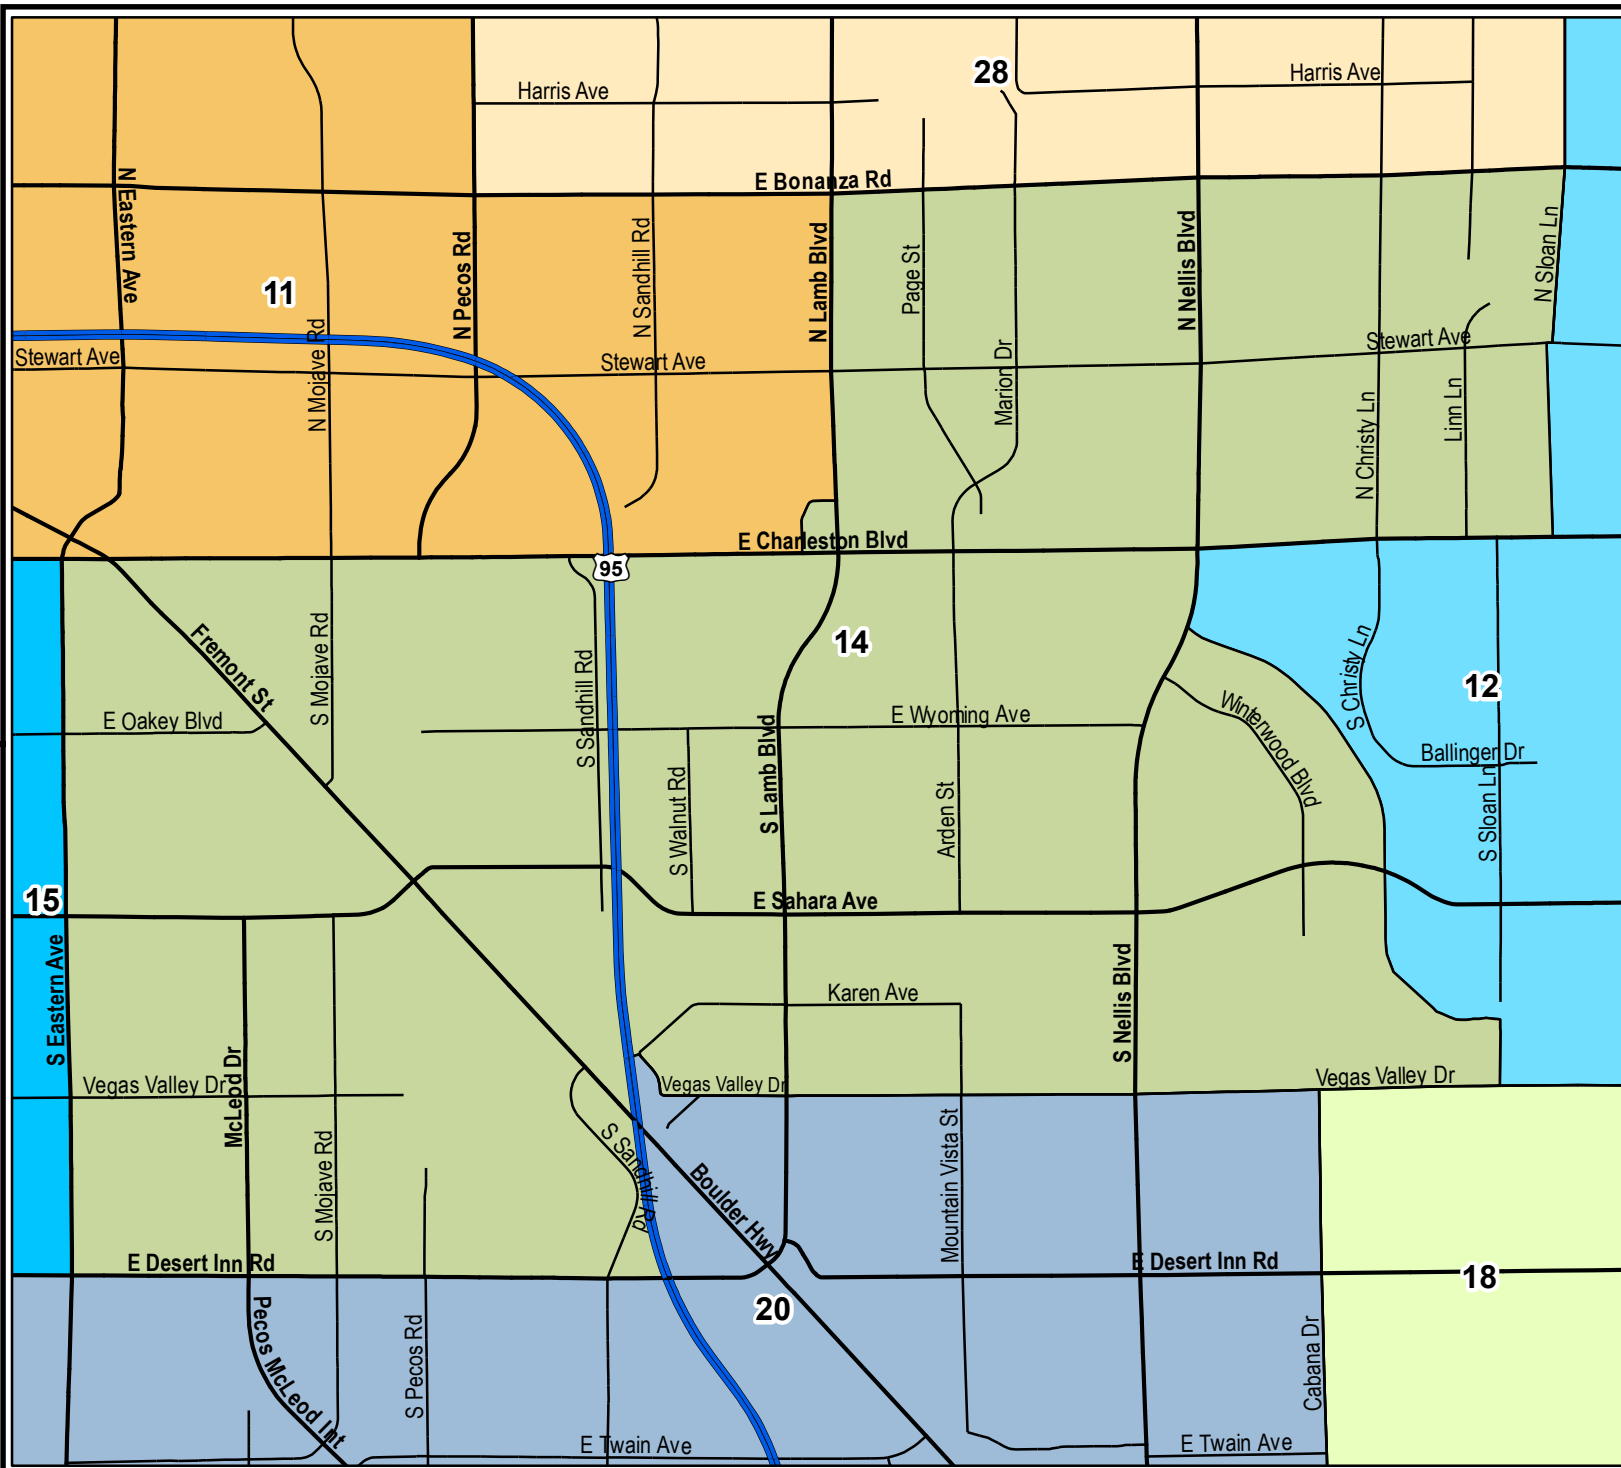 28
Harris Ave
Harris Ave
E Bonanza Rd
N Eastern Ave
N Pecos Rd
N Sandhill Rd
N Lamb Blvd
Page St
N Nellis Blvd
N Sloan Ln
11
N Mojave Rd
Stewart Ave
Stewart Ave
Stewart Ave
Marion Dr
N Christy Ln
Linn Ln
E Charleston Blvd
95
Fremont St
S Mojave Rd
S Sandhill Rd
14
S Christy Ln
12
E Oakey Blvd
E Wyoming Ave
Winterwood Blvd
Ballinger Dr
S Lamb Blvd
S Walnut Rd
Arden St
S Sloan Ln
15
E Sahara Ave
S Eastern Ave
S Nellis Blvd
Karen Ave
McLeod Dr
Vegas Valley Dr
Vegas Valley Dr
Vegas Valley Dr
S Mojave Rd
S Sandhill Rd
Boulder Hwy
Mountain Vista St
E Desert Inn Rd
E Desert Inn Rd
18
20
Pecos McLeod Int
S Pecos Rd
Cabana Dr
E Twain Ave
E Twain Ave